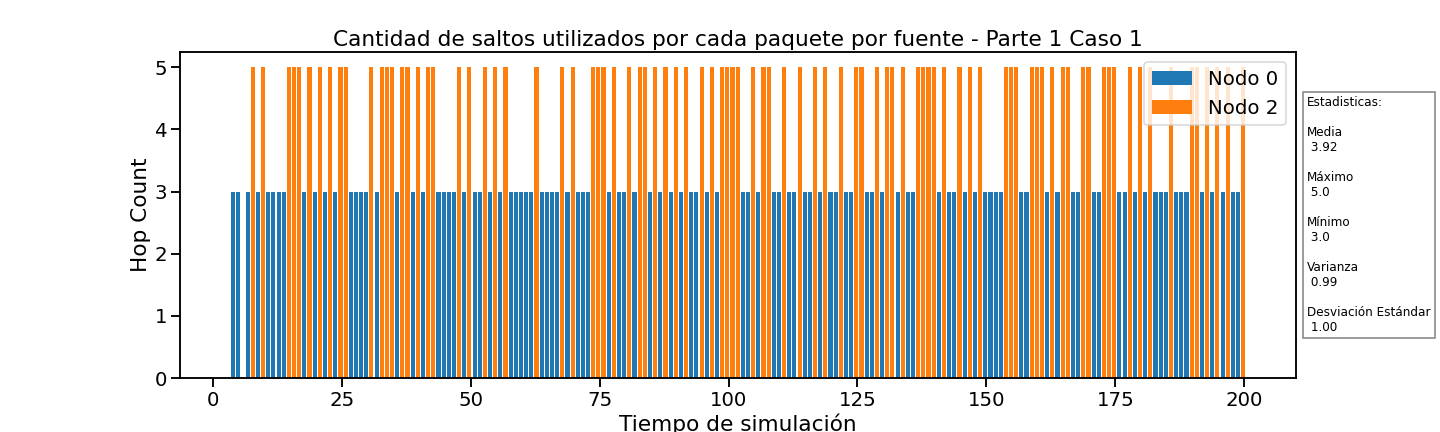 Cantidad de saltos utilizados por cada paquete por fuente - Parte 1 Caso 1
Hop Count
5
4
3
2
1
0
0 25 50 75 100 125 150 175 200
Tiempo de simulación
Nodo 0
Nodo 2
Estadisticas:
Media
3.92
Máximo
5.0
Mínimo
3.0
Varianza
0.99
Desviación Estándar
1.00